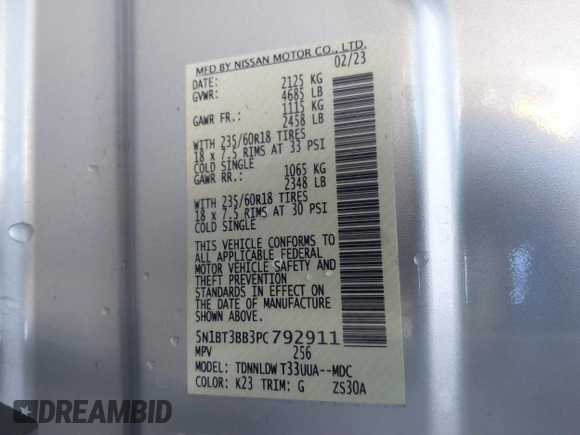 MFD BY NISSAN MOTOR CO., LTD.
DATE: 02/23
GVWR: 2125 KG
4685 LB
GAWR FR.: 1115 KG
2458 LB
WITH 235/60R18 TIRES
18 x 7.5 RIMS AT 33 PSI
COLD SINGLE
GAWR RR.: 1065 KG
2348 LB
WITH 235/60R18 TIRES
18 x 7.5 RIMS AT 30 PSI
COLD SINGLE
THIS VEHICLE CONFORMS TO
ALL APPLICABLE FEDERAL
MOTOR VEHICLE SAFETY AND
THEFT PREVENTION
STANDARDS IN EFFECT ON
THE DATE OF MANUFACTURE
SHOWN ABOVE.
5N1BT3BB3PC792911
MPV 256
MODEL: TDNNLDW T33UUA--MDC
COLOR: K23 TRIM: G ZS30A
DREAMBID